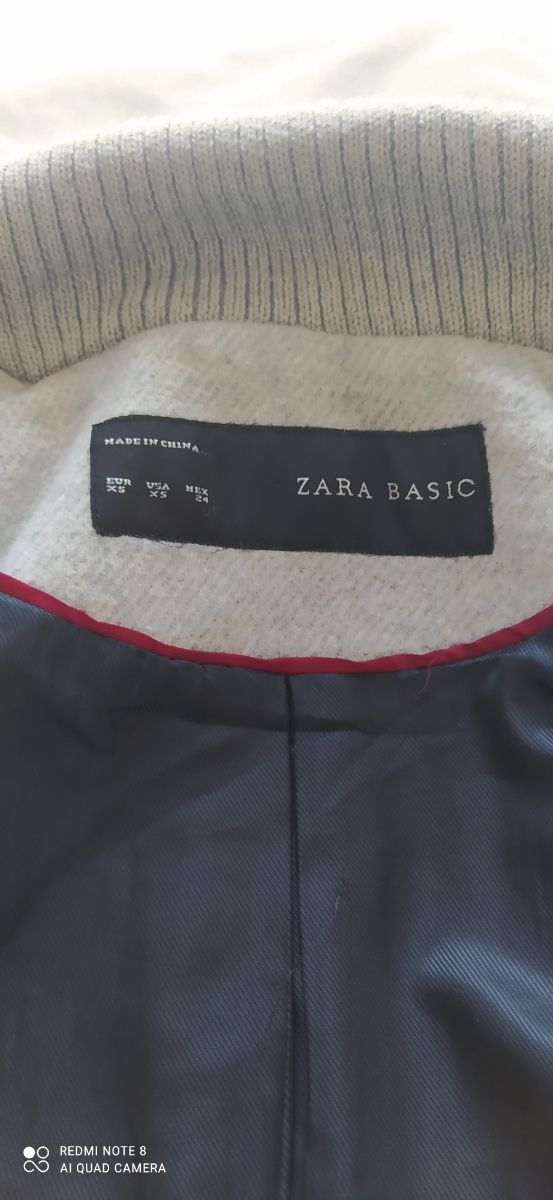 MADE IN CHINA
EUR USA MEX
XS XS 24
ZARA BASIC
REDMI NOTE 8
AI QUAD CAMERA